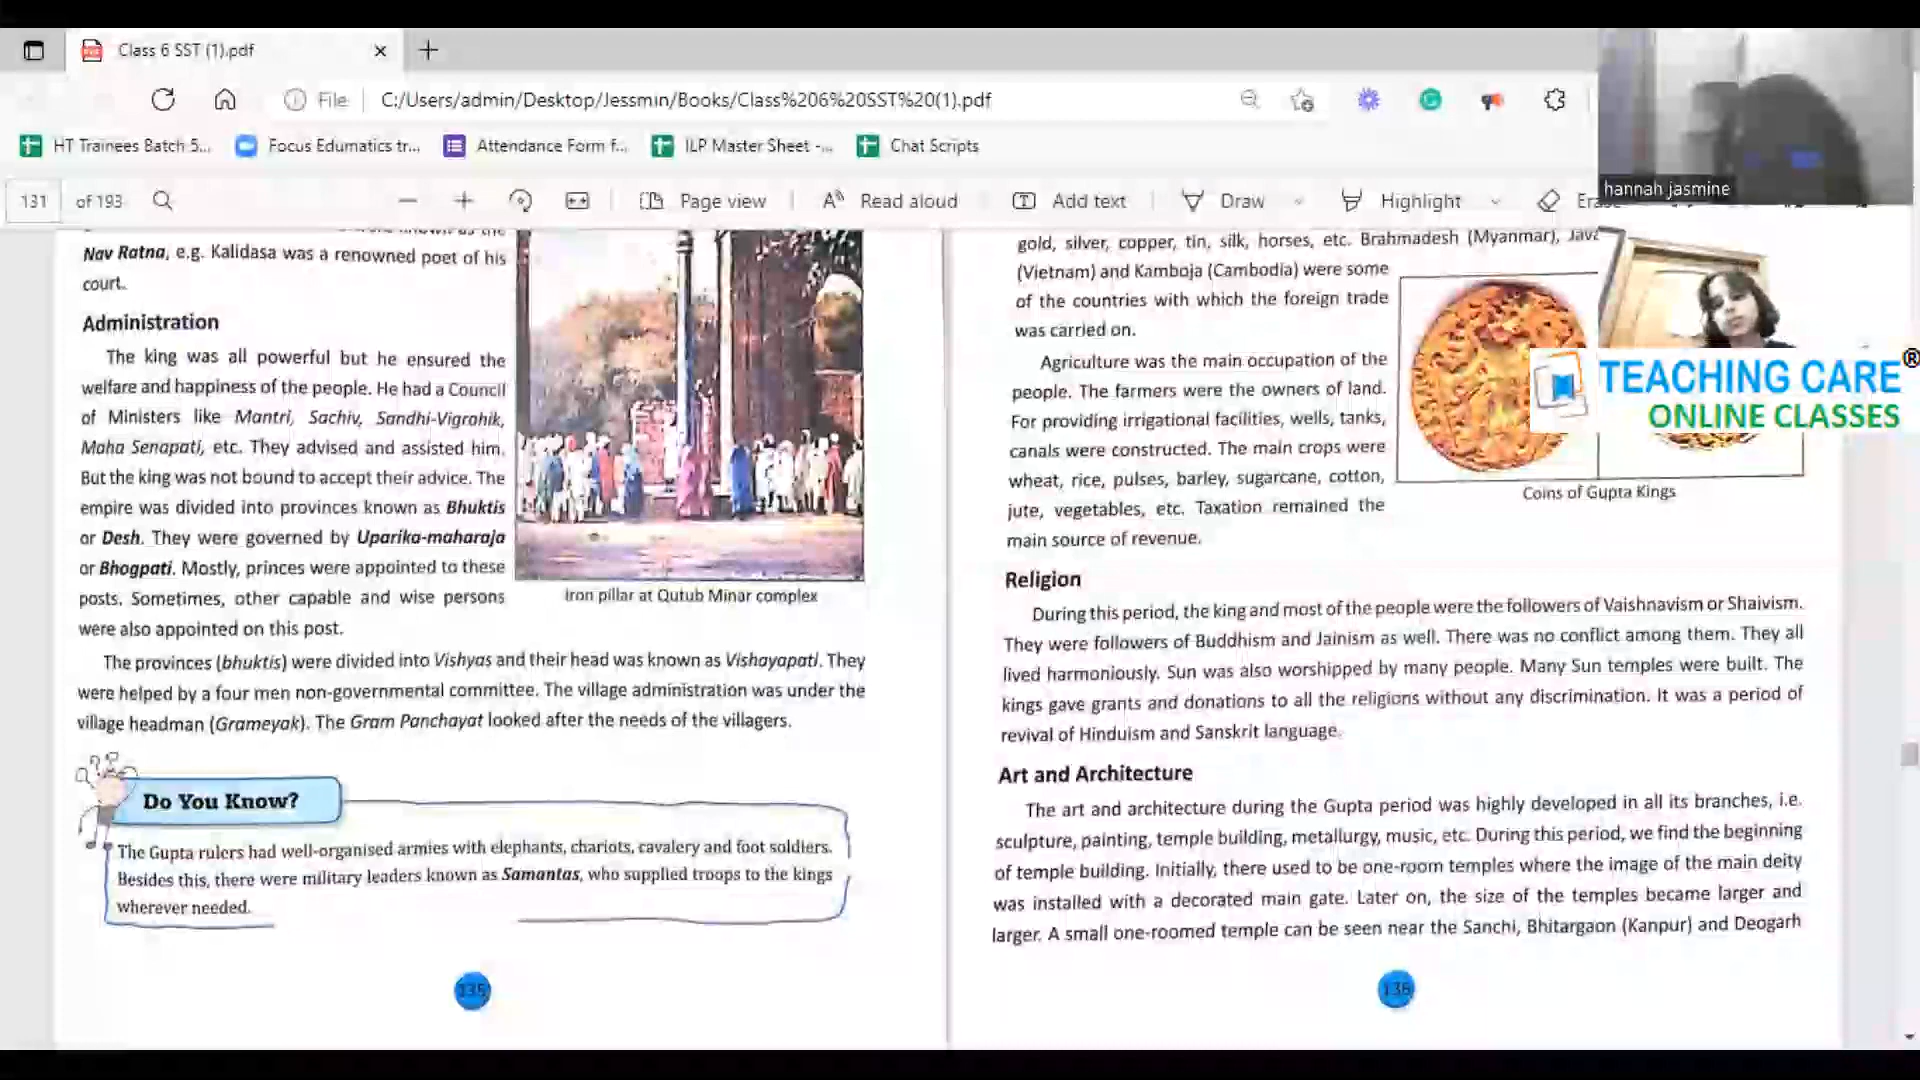 Class 6 SST (1).pdf
File C:/Users/admin/Desktop/Jessmin/Books/Class%206%20SST%20(1).pdf
HT Trainees Batch 5... Focus Edumatics tr... Attendance Form f... ILP Master Sheet -... Chat Scripts
hannah jasmine
131 of 193 Page view Read aloud Add text Draw Highlight
Nav Ratna, e.g. Kalidasa was a renowned poet of his
court.
Administration
The king was all powerful but he ensured the
welfare and happiness of the people. He had a Council
of Ministers like Mantri, Sachiv, Sandhi-Vigrohik,
Maha Senapati, etc. They advised and assisted him.
But the king was not bound to accept their advice. The
empire was divided into provinces known as Bhuktis
or Desh. They were governed by Uparika-maharaja
or Bhogpati. Mostly, princes were appointed to these
posts. Sometimes, other capable and wise persons
were also appointed on this post.
Iron pillar at Qutub Minar complex
The provinces (bhuktis) were divided into Vishyas and their head was known as Vishayapati. They
were helped by a four men non-governmental committee. The village administration was under the
village headman (Grameyak). The Gram Panchayat looked after the needs of the villagers.
Do You Know?
The Gupta rulers had well-organised armies with elephants, chariots, cavalery and foot soldiers.
Besides this, there were military leaders known as Samantas, who supplied troops to the kings
wherever needed.
135
gold, silver, copper, tin, silk, horses, etc. Brahmadesh (Myanmar), Java
(Vietnam) and Kamboja (Cambodia) were some
of the countries with which the foreign trade
was carried on.
Agriculture was the main occupation of the
people. The farmers were the owners of land.
For providing irrigational facilities, wells, tanks,
canals were constructed. The main crops were
wheat, rice, pulses, barley, sugarcane, cotton,
jute, vegetables, etc. Taxation remained the
main source of revenue.
TEACHING CARE®
ONLINE CLASSES
Coins of Gupta Kings
Religion
During this period, the king and most of the people were the followers of Vaishnavism or Shaivism.
They were followers of Buddhism and Jainism as well. There was no conflict among them. They all
lived harmoniously. Sun was also worshipped by many people. Many Sun temples were built. The
kings gave grants and donations to all the religions without any discrimination. It was a period of
revival of Hinduism and Sanskrit language.
Art and Architecture
The art and architecture during the Gupta period was highly developed in all its branches, i.e.
sculpture, painting, temple building, metallurgy, music, etc. During this period, we find the beginning
of temple building. Initially, there used to be one-room temples where the image of the main deity
was installed with a decorated main gate. Later on, the size of the temples became larger and
larger. A small one-roomed temple can be seen near the Sanchi, Bhitargaon (Kanpur) and Deogarh
136